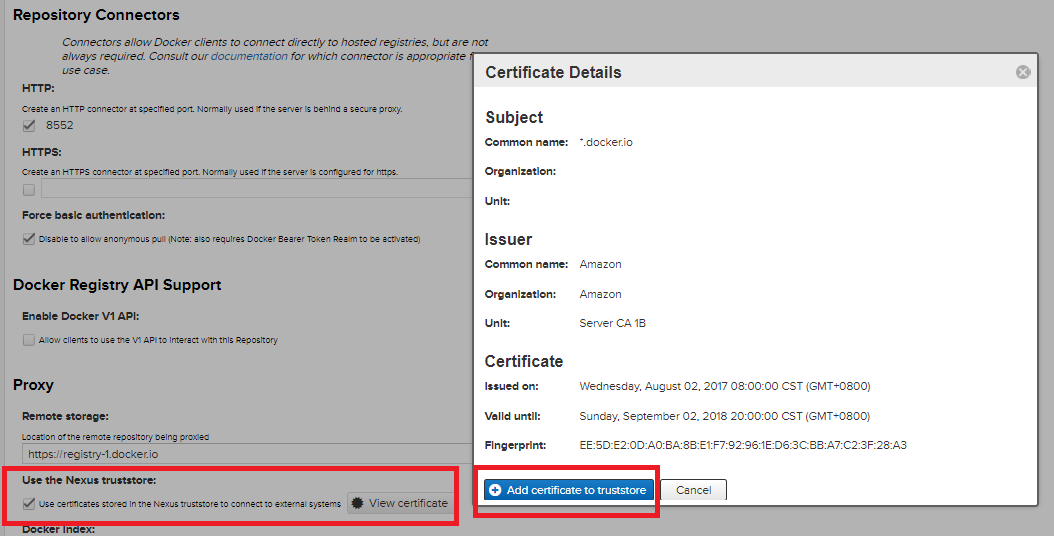 Repository Connectors
Connectors allow Docker clients to connect directly to hosted registries, but are not
always required. Consult our documentation for which connector is appropriate f
use case.
HTTP:
Create an HTTP connector at specified port. Normally used if the server is behind a secure proxy.
8552
HTTPS:
Create an HTTPS connector at specified port. Normally used if the server is configured for https.
Force basic authentication:
Disable to allow anonymous pull (Note: also requires Docker Bearer Token Realm to be activated)
Docker Registry API Support
Enable Docker V1 API:
Allow clients to use the V1 API to interact with this Repository
Proxy
Remote storage:
Location of the remote repository being proxied
https://registry-1.docker.io
Use the Nexus truststore:
Use certificates stored in the Nexus truststore to connect to external systems View certificate
Docker Index:
Certificate Details
Subject
Common name: *.docker.io
Organization:
Unit:
Issuer
Common name: Amazon
Organization: Amazon
Unit: Server CA 1B
Certificate
Issued on: Wednesday, August 02, 2017 08:00:00 CST (GMT+0800)
Valid until: Sunday, September 02, 2018 20:00:00 CST (GMT+0800)
Fingerprint: EE:5D:E2:0D:A0:BA:8B:E1:F7:92:96:1E:D6:3C:BB:A7:C2:3F:28:A3
Add certificate to truststore Cancel